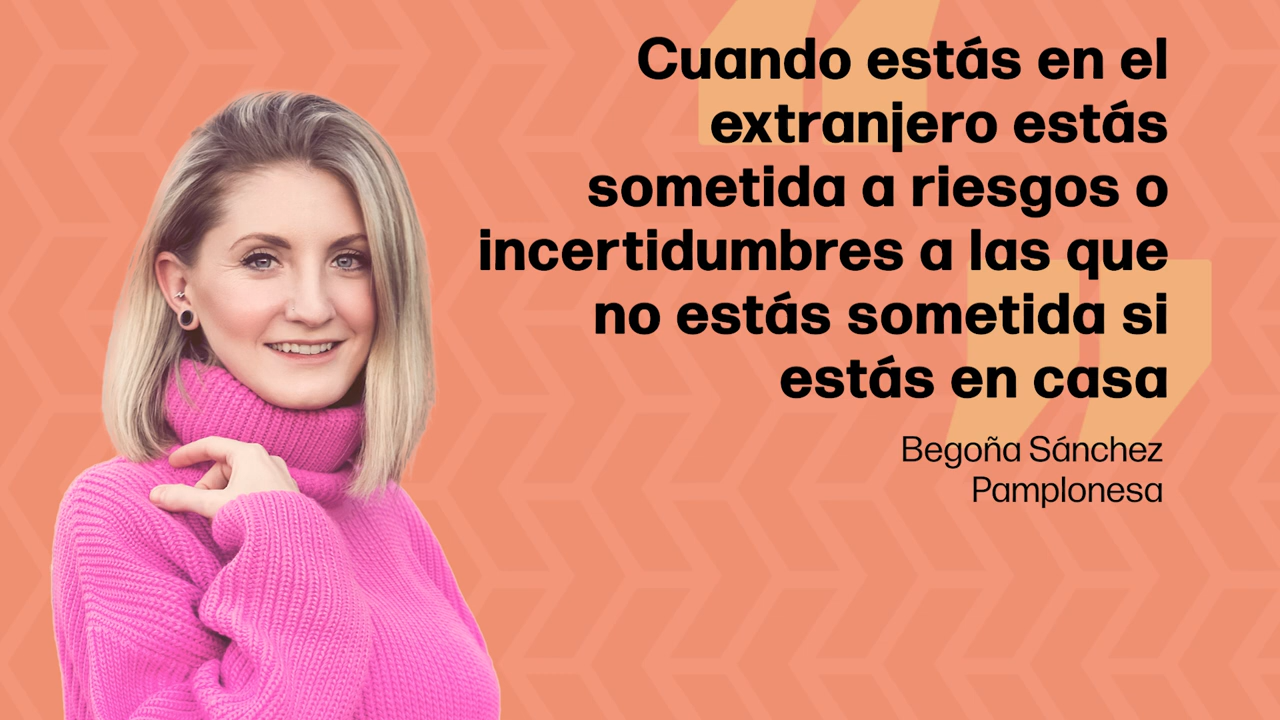 Cuando estás en el
extranjero estás
sometida a riesgos o
incertidumbres a las que
no estás sometida si
estás en casa
Begoña Sánchez
Pamplonesa